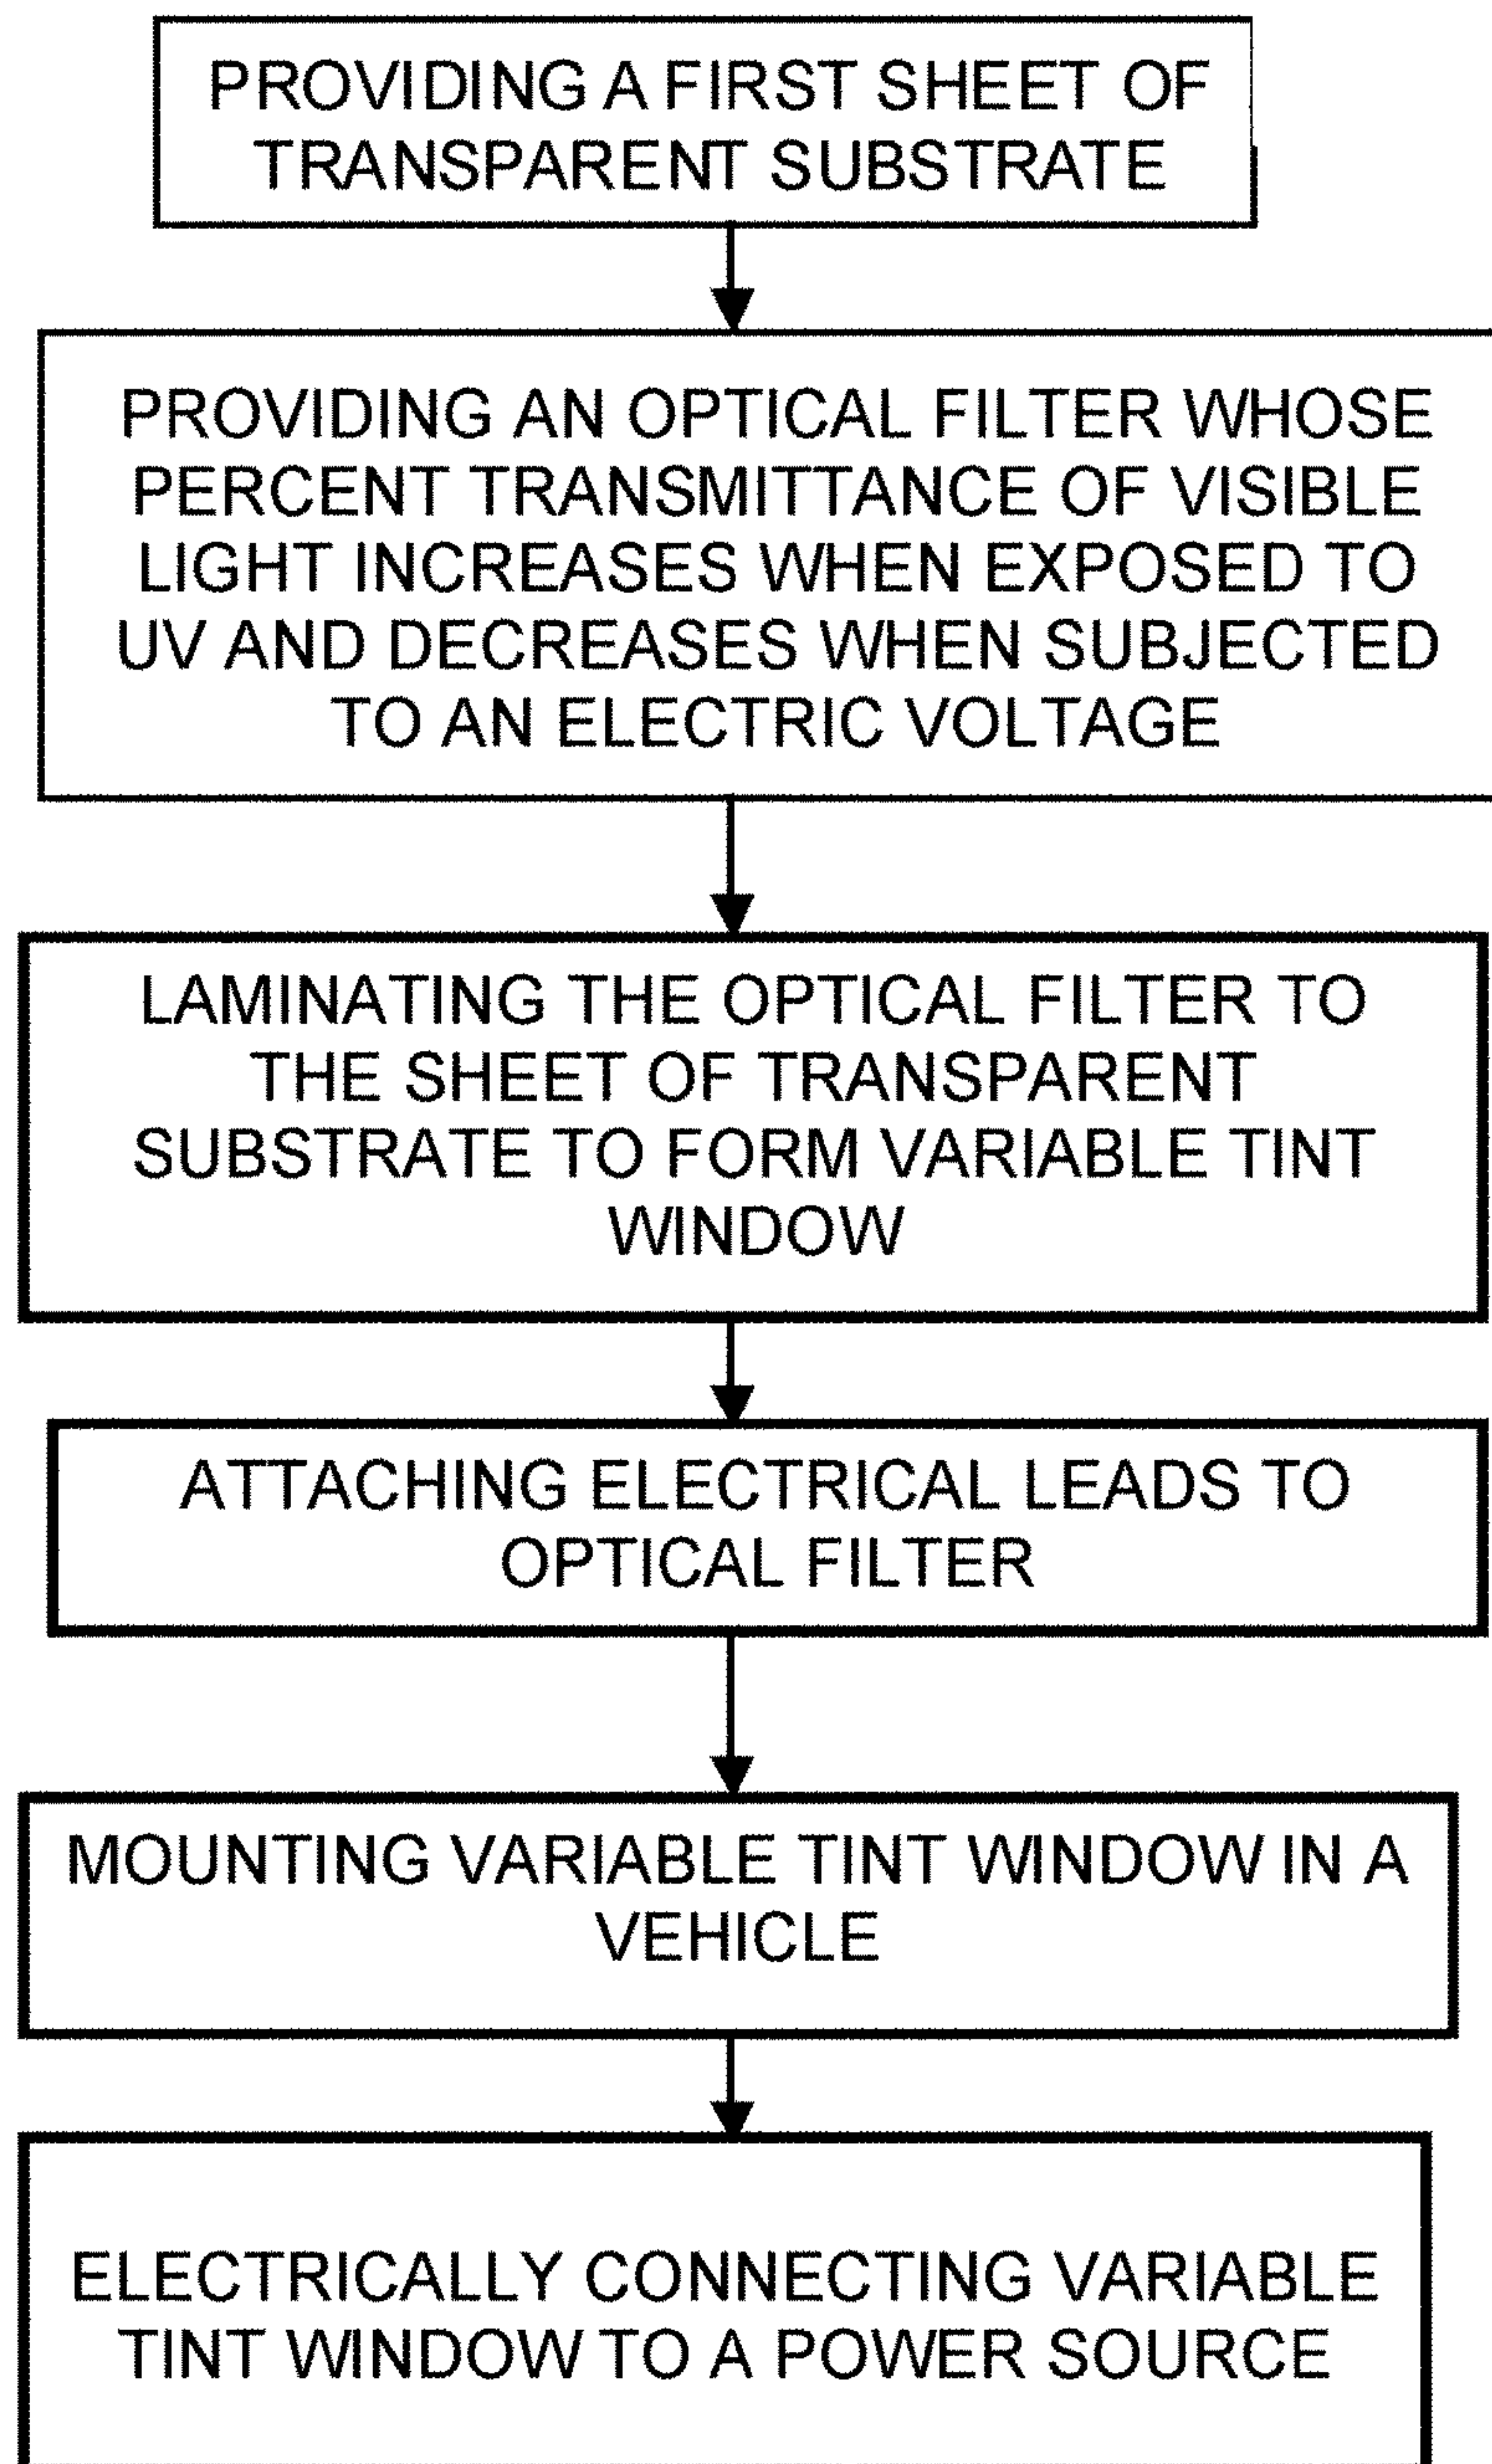 PROVIDING A FIRST SHEET OF
TRANSPARENT SUBSTRATE
PROVIDING AN OPTICAL FILTER WHOSE
PERCENT TRANSMITTANCE OF VISIBLE
LIGHT INCREASES WHEN EXPOSED TO
UV AND DECREASES WHEN SUBJECTED
TO AN ELECTRIC VOLTAGE
LAMINATING THE OPTICAL FILTER TO
THE SHEET OF TRANSPARENT
SUBSTRATE TO FORM VARIABLE TINT
WINDOW
ATTACHING ELECTRICAL LEADS TO
OPTICAL FILTER
MOUNTING VARIABLE TINT WINDOW IN A
VEHICLE
ELECTRICALLY CONNECTING VARIABLE
TINT WINDOW TO A POWER SOURCE